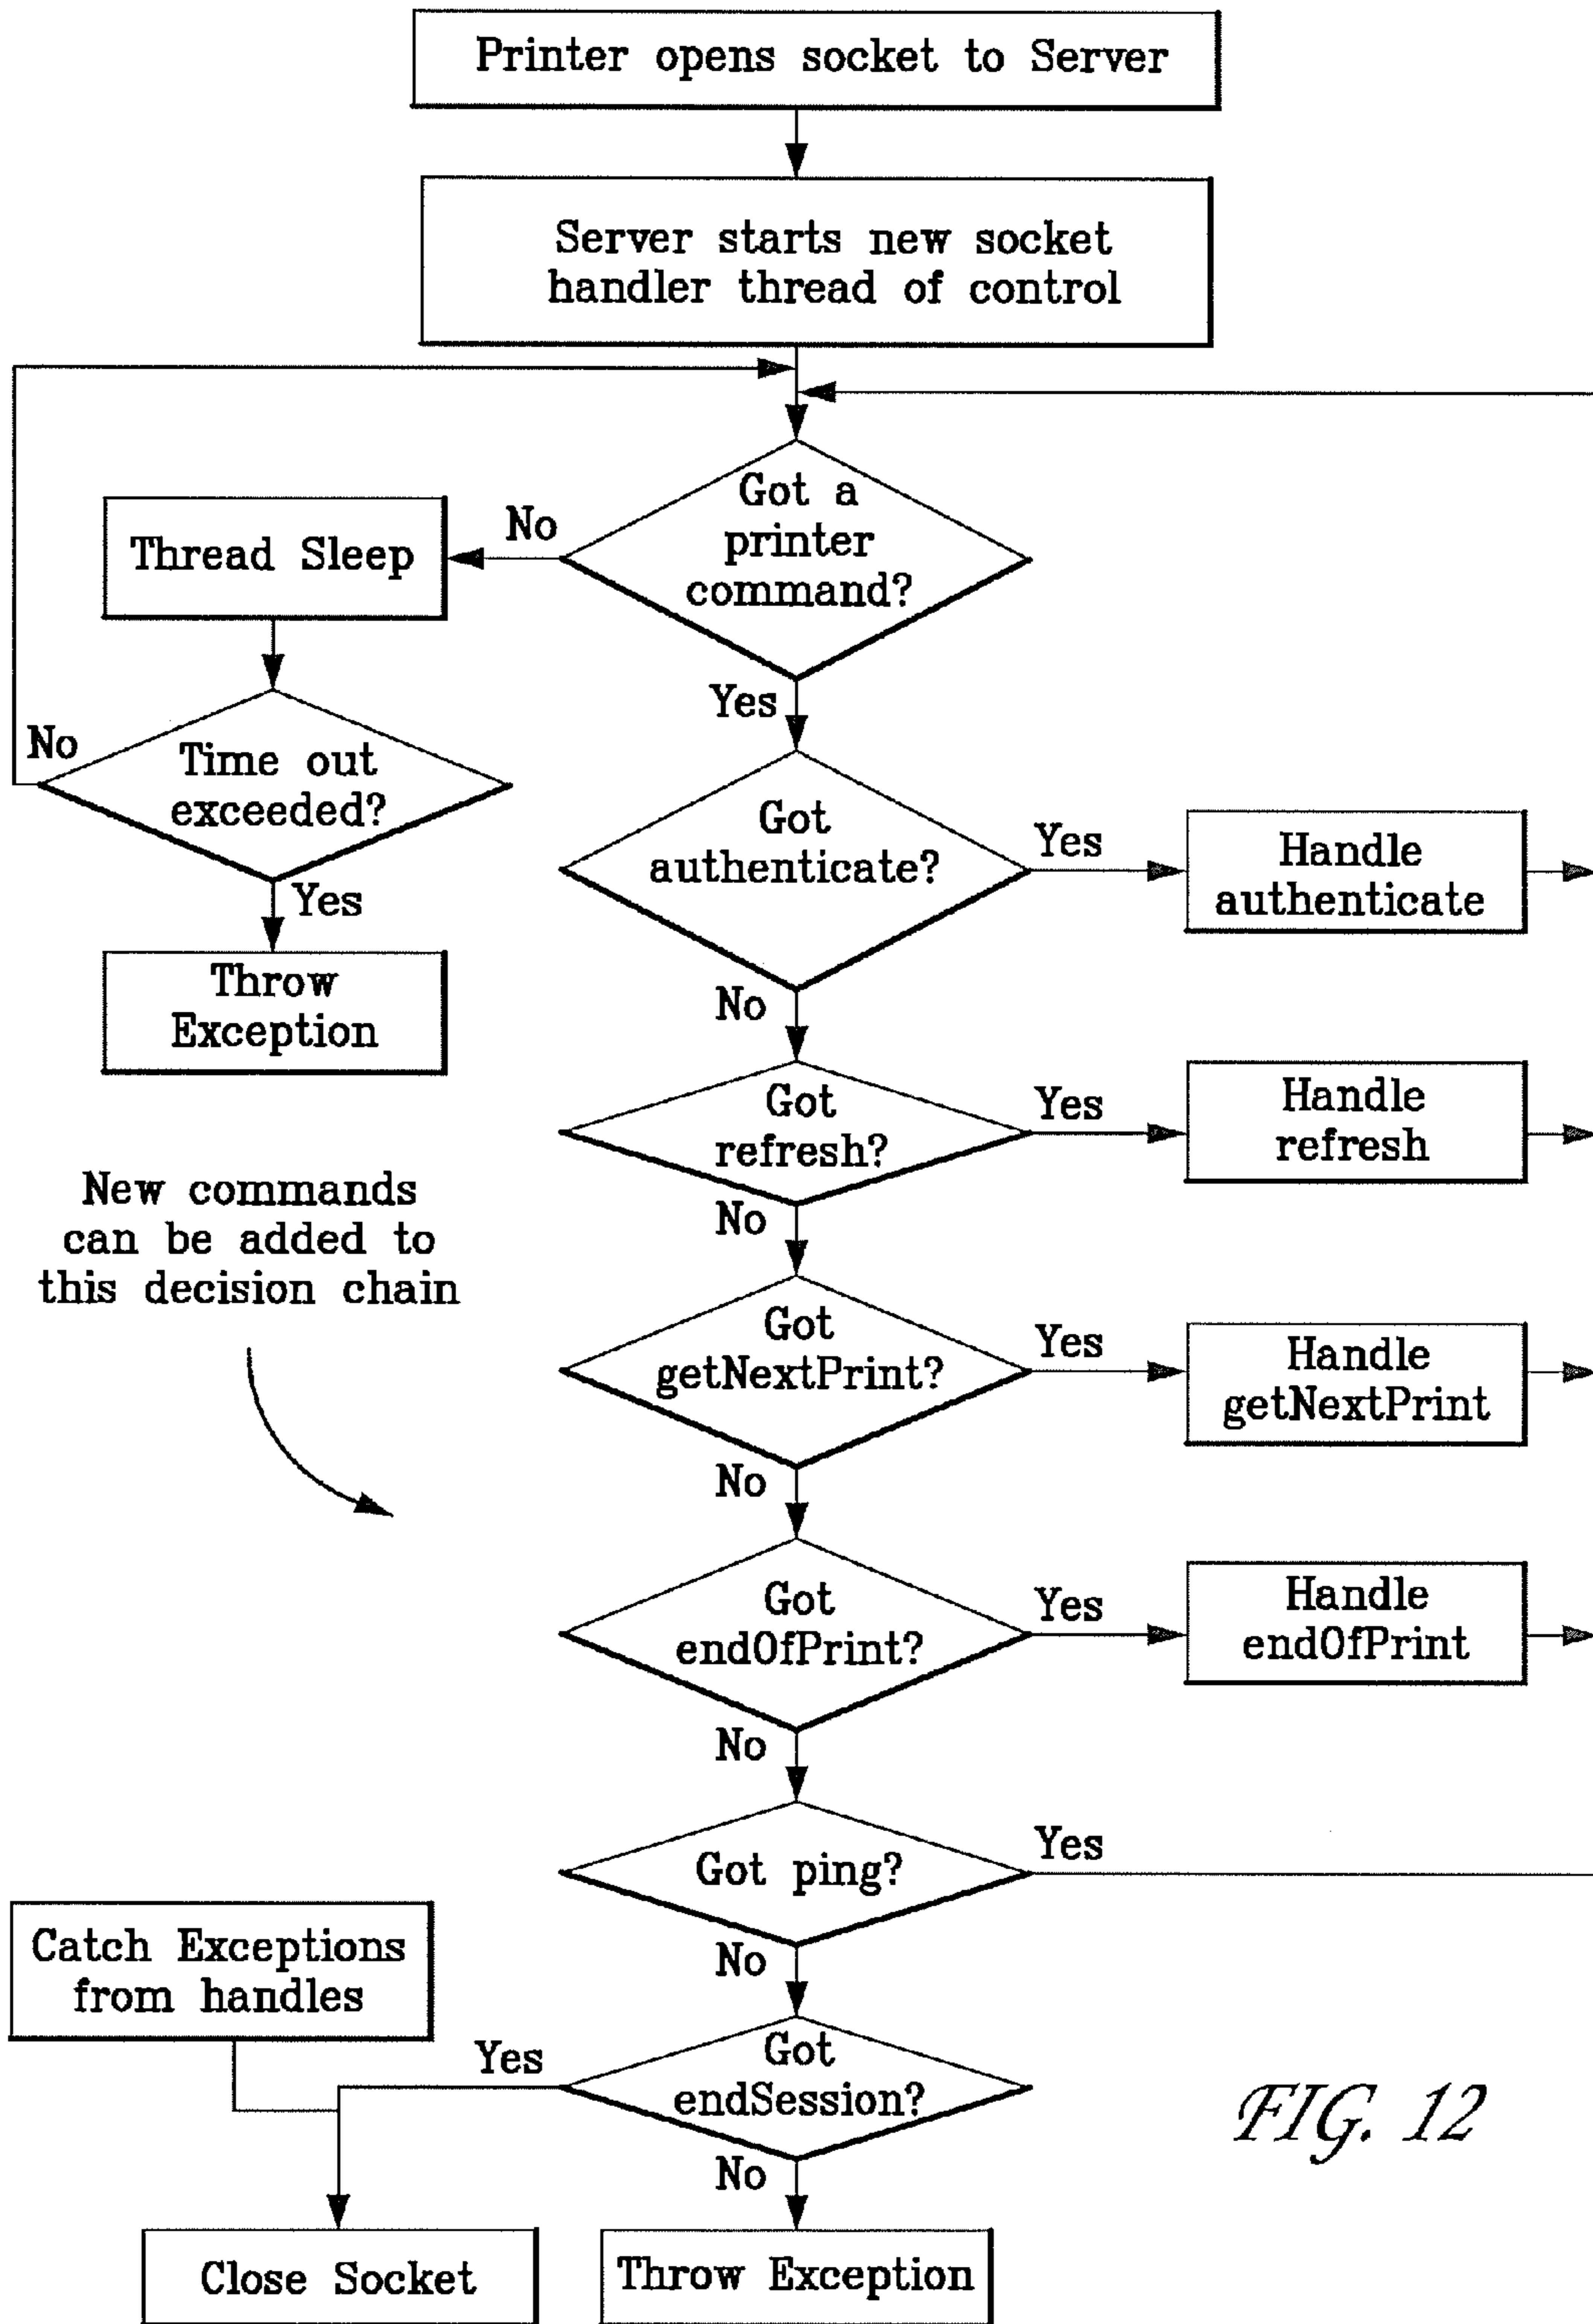 Printer opens socket to Server
Server starts new socket
handler thread of control
Got a
printer
command?
No
Thread Sleep
Yes
No
Time out
exceeded?
Yes
Throw
Exception
Got
authenticate?
Yes
Handle
authenticate
No
Got
refresh?
Yes
Handle
refresh
No
New commands
can be added to
this decision chain
Got
getNextPrint?
Yes
Handle
getNextPrint
No
Got
endOfPrint?
Yes
Handle
endOfPrint
No
Got ping?
Yes
No
Catch Exceptions
from handles
Got
endSession?
Yes
No
Close Socket
Throw Exception
FIG. 12